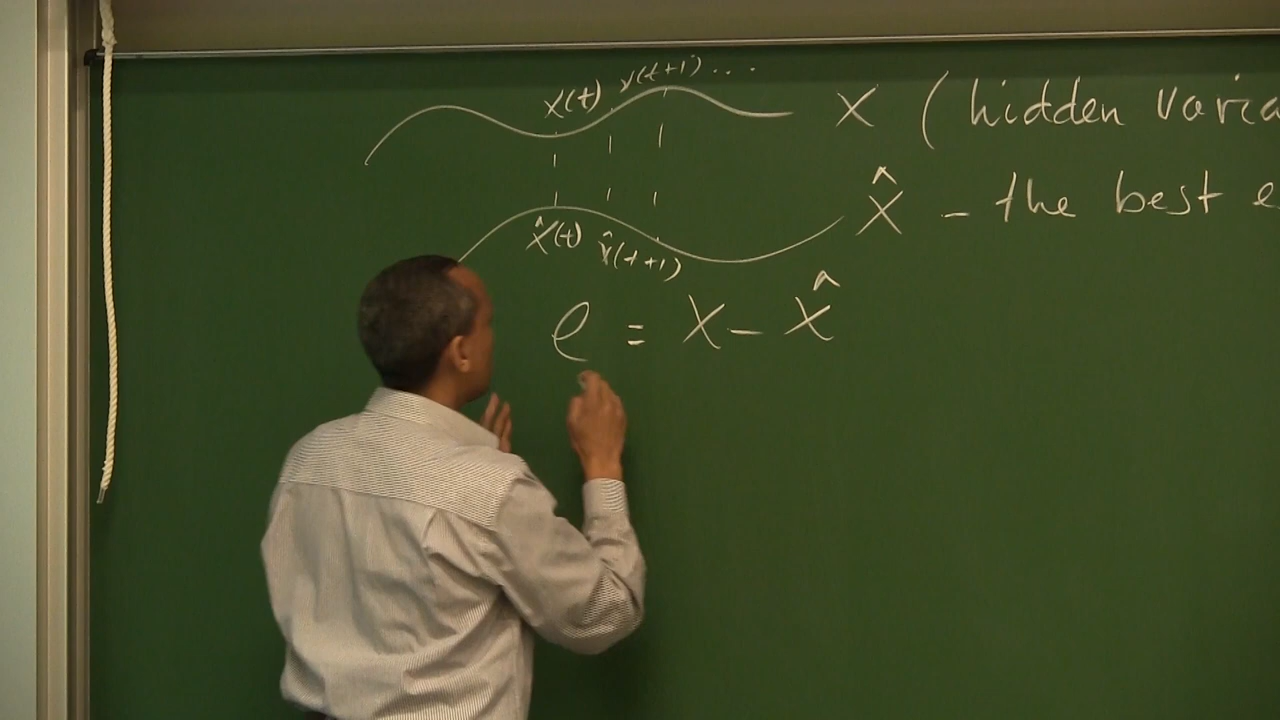 x(t) x(t+1) ...
x (hidden
x̂(t) x̂(t+1)
x̂ - the best
e = x - x̂